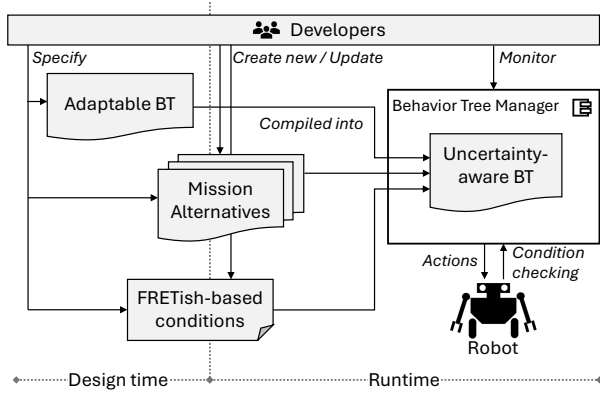 Developers
Specify
Create new / Update
Monitor
Adaptable BT
Compiled into
Behavior Tree Manager
Uncertainty-
aware BT
Mission
Alternatives
FRETish-based
conditions
Actions
Condition
checking
Robot
Design time
Runtime